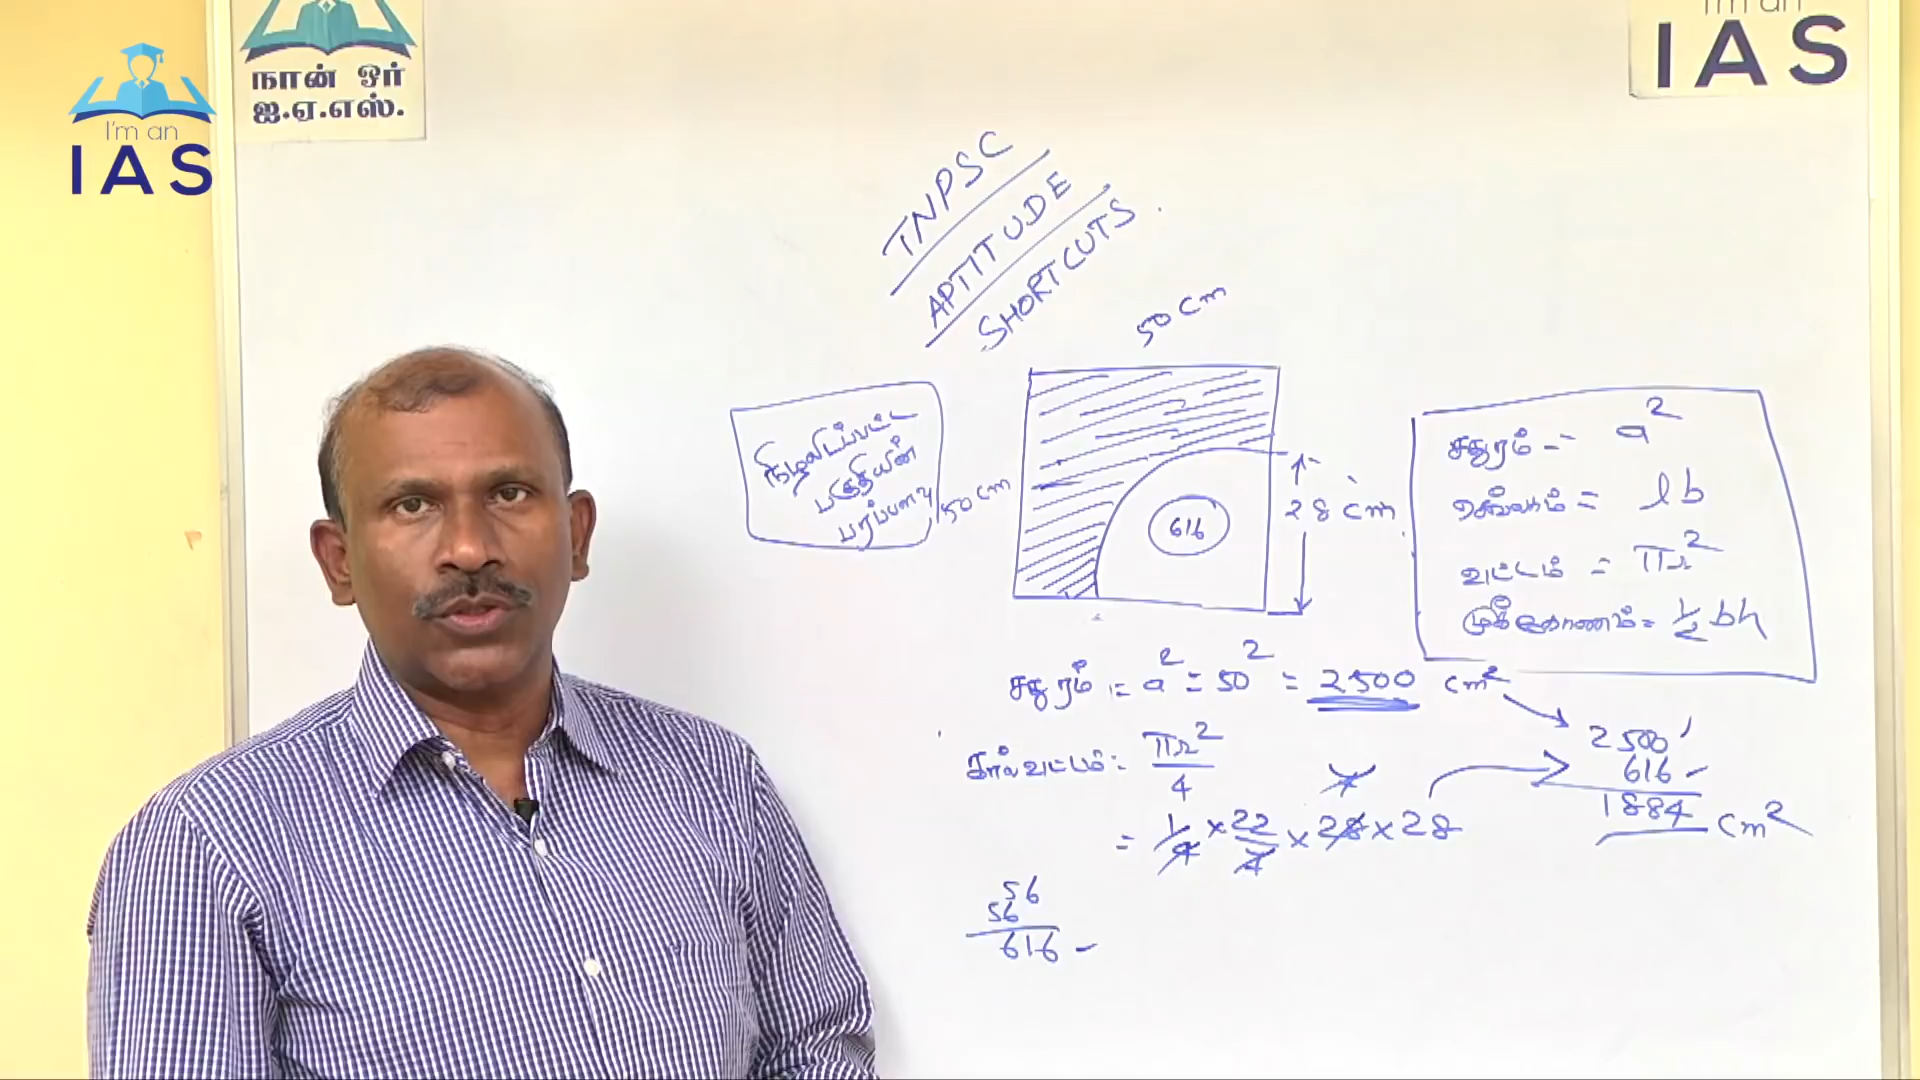 I'm an
IAS
நான் ஓர்
ஐ.ஏ.எஸ்.
I'm an
IAS
TNPSC
APTITUDE
SHORTCUTS
50 cm
நிழலிடப்பட்ட
பகுதியின்
பரப்பளவு
50 cm
616
28 cm
சதுரம் = a²
செவ்வகம் = lb
வட்டம் = πr²
முக்கோணம் = 1/2 bh
சதுரம் = a² = 50² = 2500 cm²
கால்வட்டம் = πr²/4
7
= 1/4 × 22/7 × 28 × 28
56
56
616
2500
616
1884 cm²